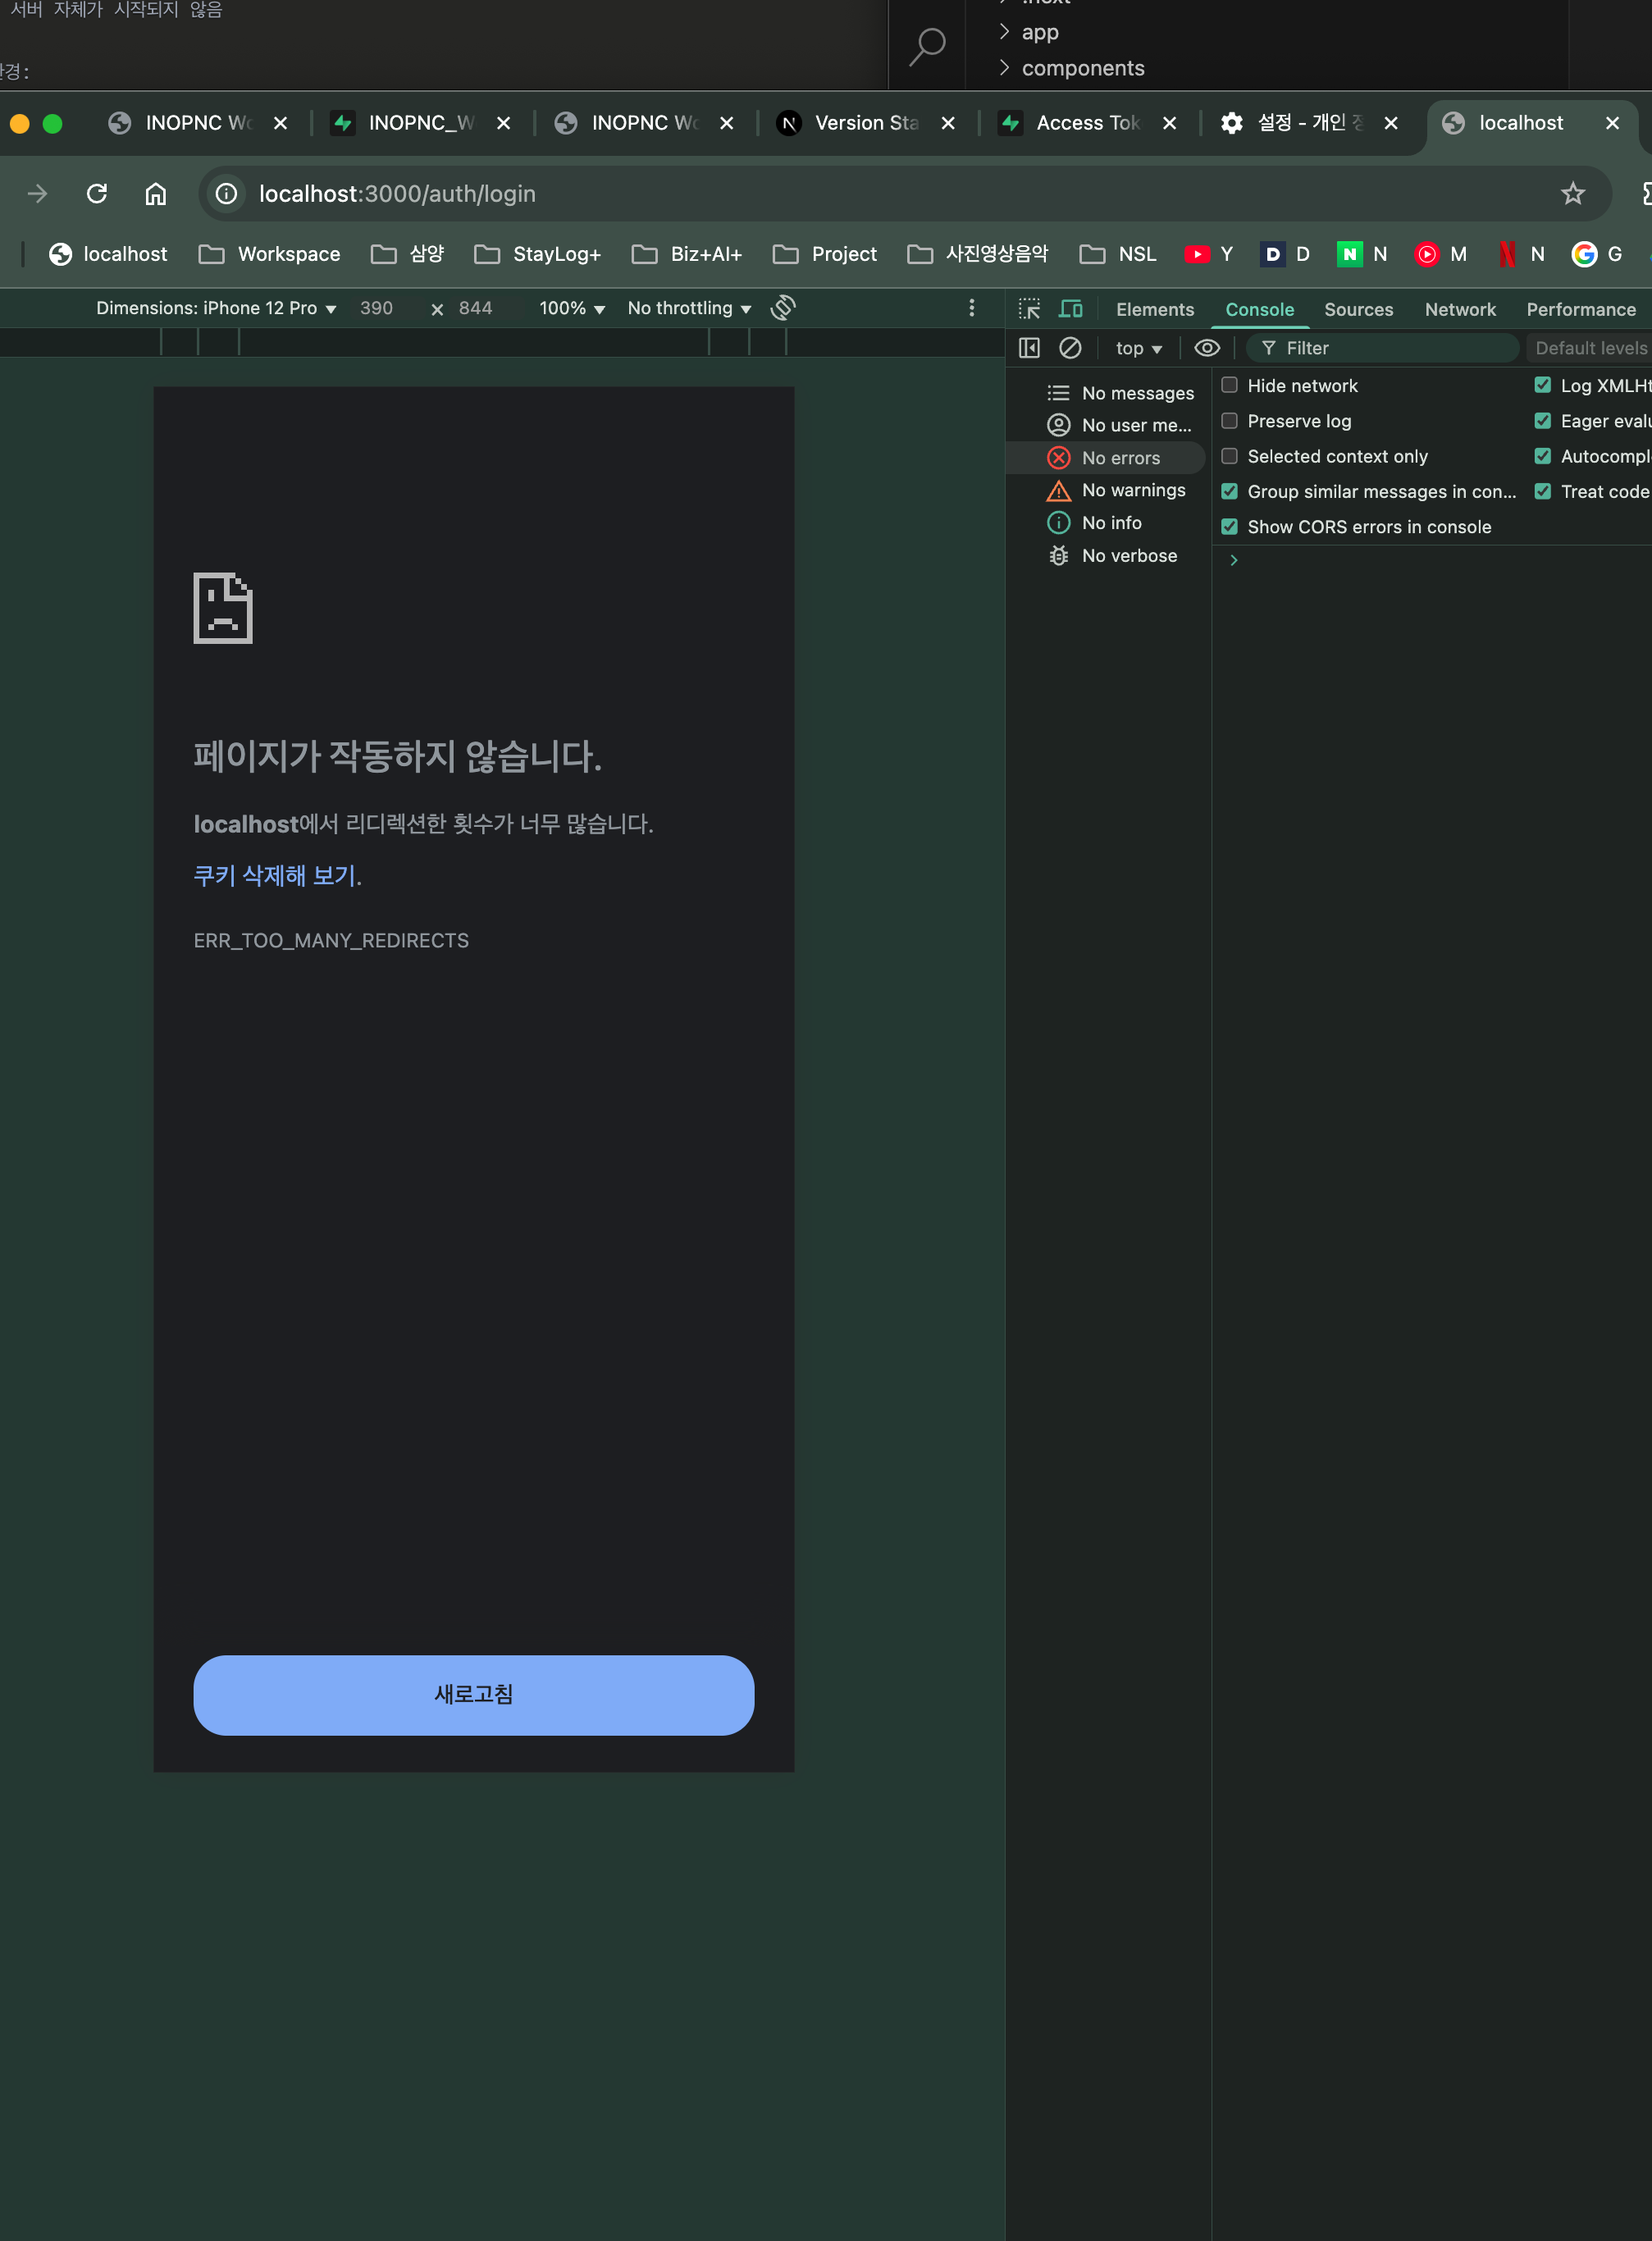 서버 자체가 시작되지 않음
app
components
INOPNC
INOPNC_W
INOPNC
Version Sta
Access Tok
설정 - 개인
localhost
localhost:3000/auth/login
localhost
Workspace
삼양
StayLog+
Biz+AI+
Project
사진영상음악
NSL
Y
D
N
M
N
G
Dimensions: iPhone 12 Pro
390
844
100%
No throttling
Elements
Console
Sources
Network
Performance
top
Filter
Default levels
No messages
No user me...
No errors
No warnings
No info
No verbose
Hide network
Log XMLHt
Preserve log
Eager evalu
Selected context only
Autocompl
Group similar messages in con...
Treat code
Show CORS errors in console
페이지가 작동하지 않습니다.
localhost에서 리디렉션한 횟수가 너무 많습니다.
쿠키 삭제해 보기.
ERR_TOO_MANY_REDIRECTS
새로고침